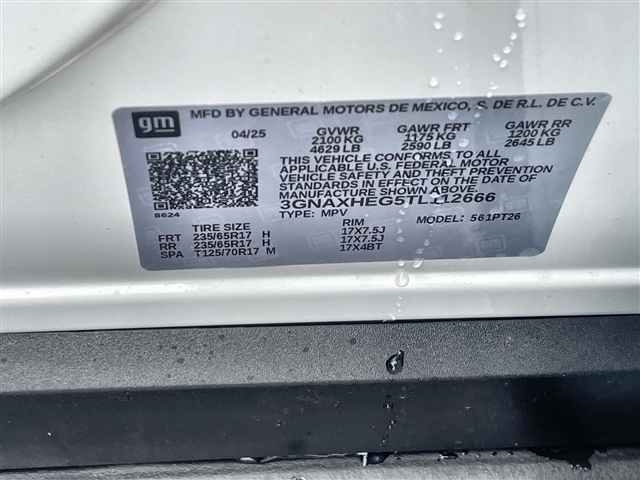 gm
MFD BY GENERAL MOTORS DE MEXICO, S. DE R.L. DE C.V.
04/25 GVWR GAWR FRT GAWR RR
2100 KG 1175 KG 1200 KG
4629 LB 2590 LB 2645 LB
THIS VEHICLE CONFORMS TO ALL
APPLICABLE U.S. FEDERAL MOTOR
VEHICLE SAFETY AND THEFT PREVENTION
STANDARDS IN EFFECT ON THE DATE OF
MANUFACTURE SHOWN ABOVE.
3GNAXHEG5TL112666
8624
TYPE: MPV MODEL: 561PT26
TIRE SIZE RIM
FRT 235/65R17 H 17X7.5J
RR 235/65R17 H 17X7.5J
SPA T125/70R17 M 17X4BT